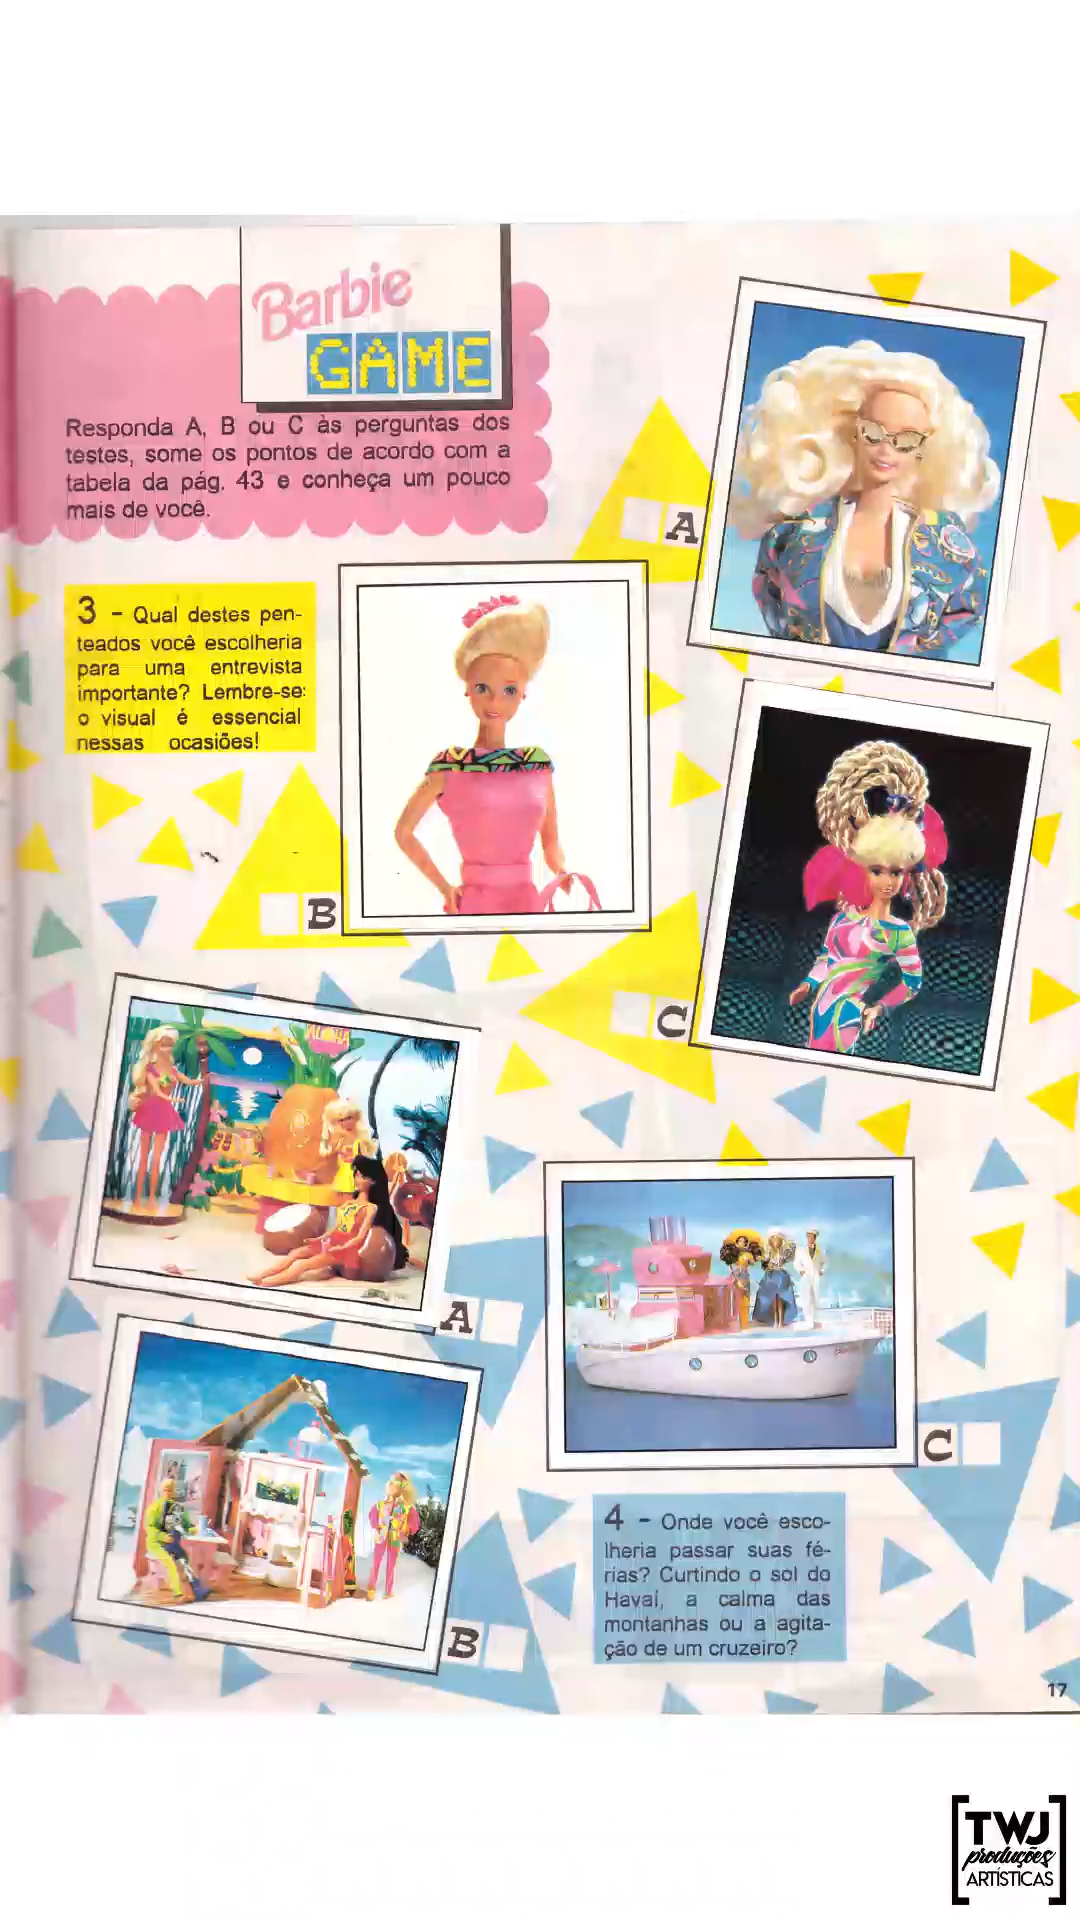 Barbie
GAME
Responda A, B ou C às perguntas dos
testes, some os pontos de acordo com a
tabela da pág. 43 e conheça um pouco
mais de você.
A
3 - Qual destes pen-
teados você escolheria
para uma entrevista
importante? Lembre-se:
o visual é essencial
nessas ocasiões!
B
C
ALOHA
A
B
C
4 - Onde você esco-
lheria passar suas fé-
rias? Curtindo o sol do
Havaí, a calma das
montanhas ou a agita-
ção de um cruzeiro?
17
TWJ
produções
ARTÍSTICAS